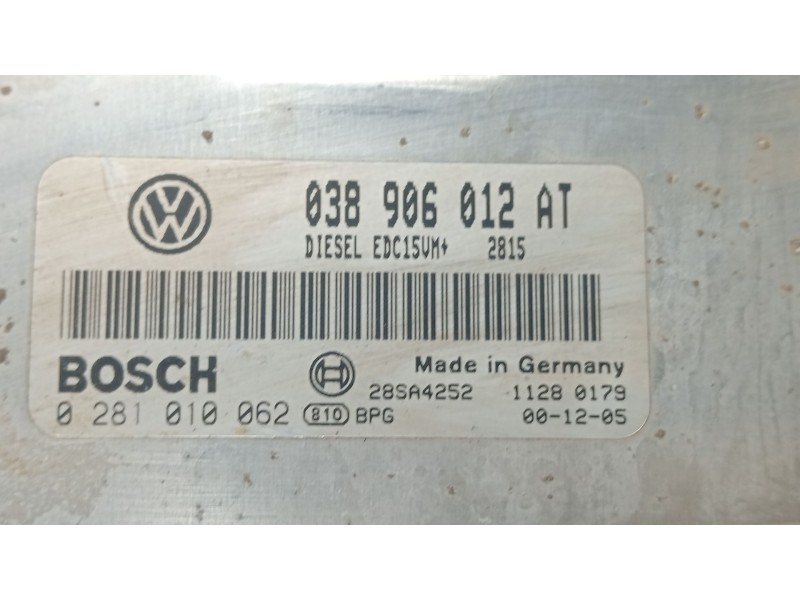 038 906 012 AT
DIESEL EDC15VM+ 2815
BOSCH
Made in Germany
28SA4252 1128 0179
0 281 010 062 810 BPG 00-12-05